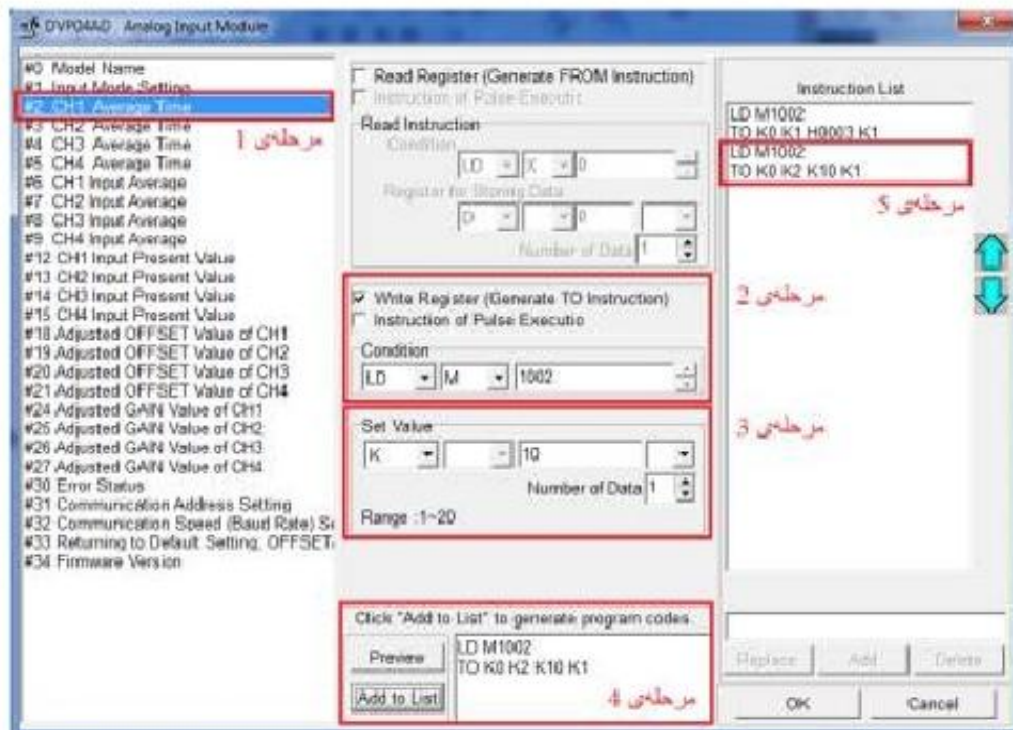 DVP04AD Analog Input Module
#0 Model Name
#1 Input Mode Setting
#2 CH1 Average Time
#3 CH2 Average Time
#4 CH3 Average Time
#5 CH4 Average Time
#6 CH1 Input Average
#7 CH2 Input Average
#8 CH3 Input Average
#9 CH4 Input Average
#12 CH1 Input Present Value
#13 CH2 Input Present Value
#14 CH3 Input Present Value
#15 CH4 Input Present Value
#18 Adjusted OFFSET Value of CH1
#19 Adjusted OFFSET Value of CH2
#20 Adjusted OFFSET Value of CH3
#21 Adjusted OFFSET Value of CH4
#24 Adjusted GAIN Value of CH1
#25 Adjusted GAIN Value of CH2
#26 Adjusted GAIN Value of CH3
#27 Adjusted GAIN Value of CH4
#30 Error Status
#31 Communication Address Setting
#32 Communication Speed (Baud Rate) Se
#33 Returning to Default Setting, OFFSET
#34 Firmware Version
مرحله‌ی 1
Read Register (Generate FROM Instruction)
Instruction of Pulse Executio
Read Instruction
Condition
LD X 0
Register for Storing Data
D 0
Number of Data 1
Write Register (Generate TO Instruction)
Instruction of Pulse Executio
Condition
LD M 1002
مرحله‌ی 2
Set Value
K 10
Number of Data 1
Range :1~20
مرحله‌ی 3
Click "Add to List" to generate program codes
Preview
Add to List
LD M1002
TO K0 K2 K10 K1
مرحله‌ی 4
Instruction List
LD M1002
TO K0 K1 H0003 K1
LD M1002
TO K0 K2 K10 K1
مرحله‌ی 5
Replace Add Delete
OK Cancel